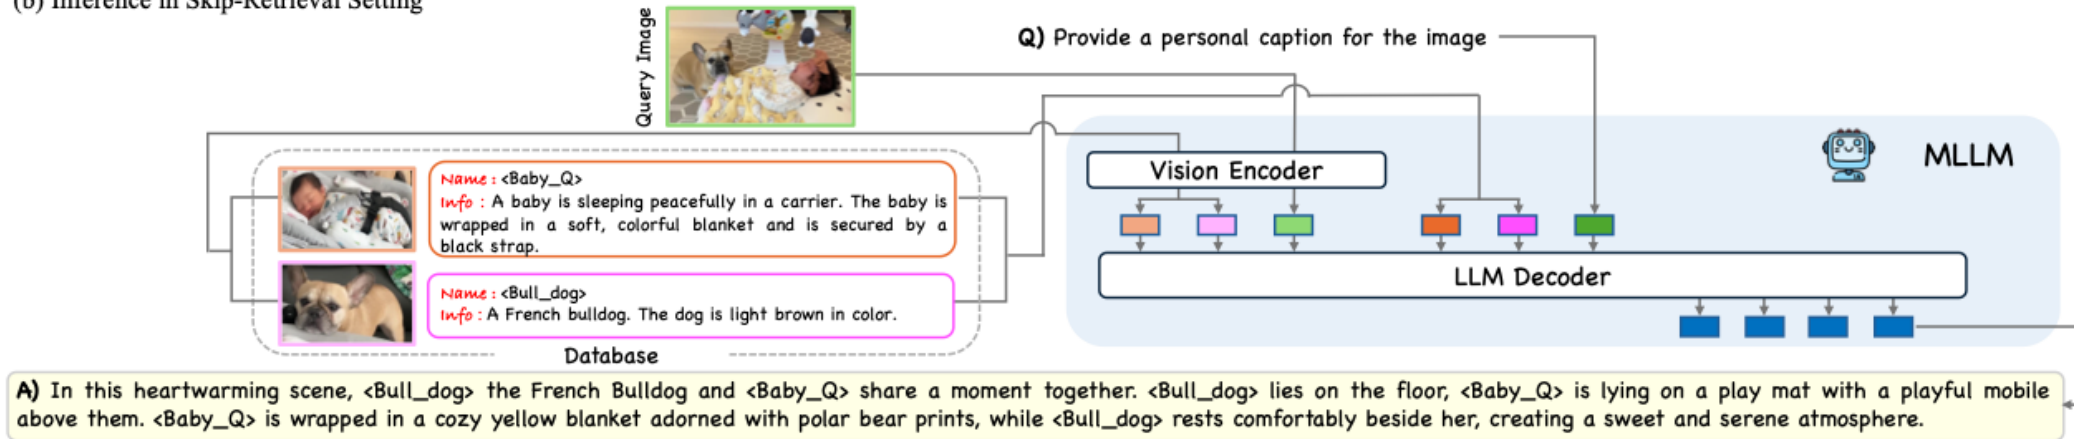 (b) Inference in Skip-Retrieval Setting
Query Image
Q) Provide a personal caption for the image
MLLM
Vision Encoder
Name : <Baby_Q>
Info : A baby is sleeping peacefully in a carrier. The baby is
wrapped in a soft, colorful blanket and is secured by a
black strap.
LLM Decoder
Name : <Bull_dog>
Info : A French bulldog. The dog is light brown in color.
Database
A) In this heartwarming scene, <Bull_dog> the French Bulldog and <Baby_Q> share a moment together. <Bull_dog> lies on the floor, <Baby_Q> is lying on a play mat with a playful mobile
above them. <Baby_Q> is wrapped in a cozy yellow blanket adorned with polar bear prints, while <Bull_dog> rests comfortably beside her, creating a sweet and serene atmosphere.